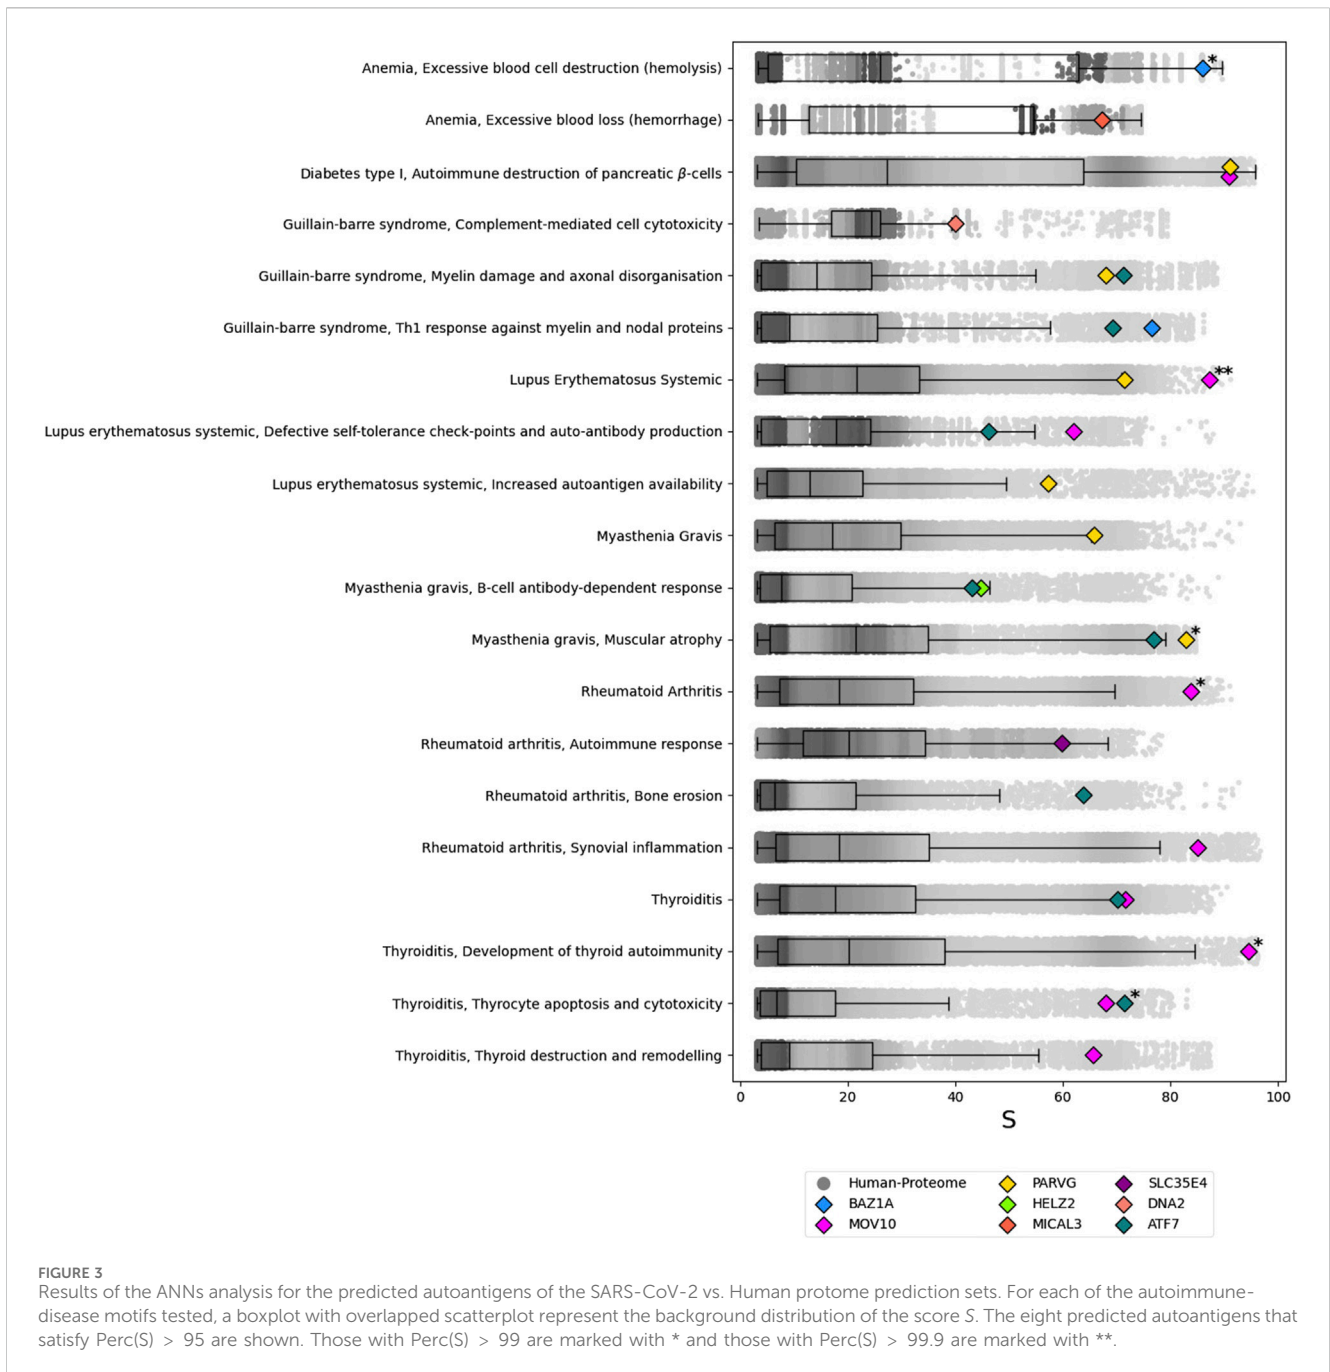 Anemia, Excessive blood cell destruction (hemolysis)
*
Anemia, Excessive blood loss (hemorrhage)
Diabetes type I, Autoimmune destruction of pancreatic β-cells
Guillain-barre syndrome, Complement-mediated cell cytotoxicity
Guillain-barre syndrome, Myelin damage and axonal disorganisation
Guillain-barre syndrome, Th1 response against myelin and nodal proteins
Lupus Erythematosus Systemic
**
Lupus erythematosus systemic, Defective self-tolerance check-points and auto-antibody production
Lupus erythematosus systemic, Increased autoantigen availability
Myasthenia Gravis
Myasthenia gravis, B-cell antibody-dependent response
Myasthenia gravis, Muscular atrophy
*
Rheumatoid Arthritis
*
Rheumatoid arthritis, Autoimmune response
Rheumatoid arthritis, Bone erosion
Rheumatoid arthritis, Synovial inflammation
Thyroiditis
Thyroiditis, Development of thyroid autoimmunity
*
Thyroiditis, Thyrocyte apoptosis and cytotoxicity
*
Thyroiditis, Thyroid destruction and remodelling
0 20 40 60 80 100
S
Human-Proteome PARVG SLC35E4
BAZ1A HELZ2 DNA2
MOV10 MICAL3 ATF7
FIGURE 3
Results of the ANNs analysis for the predicted autoantigens of the SARS-CoV-2 vs. Human protome prediction sets. For each of the autoimmune-
disease motifs tested, a boxplot with overlapped scatterplot represent the background distribution of the score S. The eight predicted autoantigens that
satisfy Perc(S) > 95 are shown. Those with Perc(S) > 99 are marked with * and those with Perc(S) > 99.9 are marked with **.